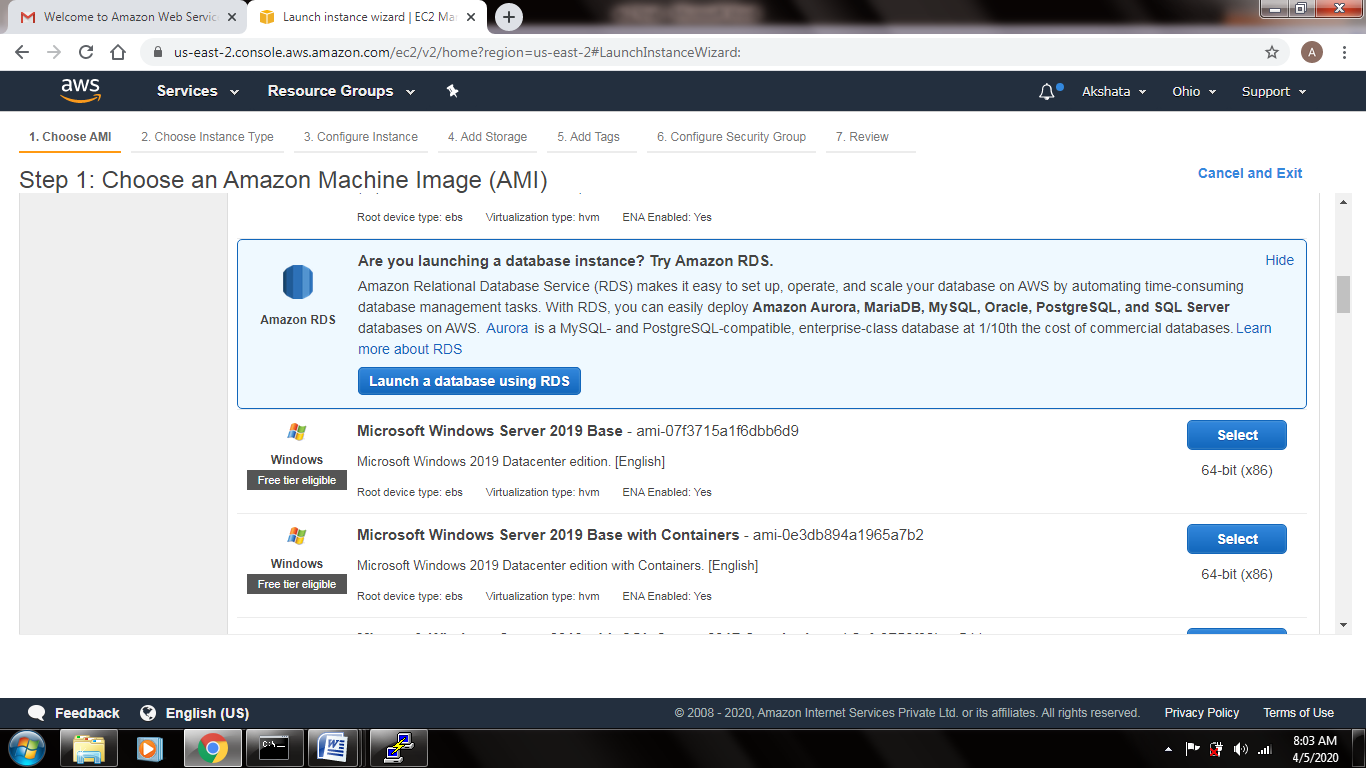 Welcome to Amazon Web Servic
Launch instance wizard | EC2 Ma
us-east-2.console.aws.amazon.com/ec2/v2/home?region=us-east-2#LaunchInstanceWizard:
A
aws
Services
Resource Groups
Akshata
Ohio
Support
1. Choose AMI
2. Choose Instance Type
3. Configure Instance
4. Add Storage
5. Add Tags
6. Configure Security Group
7. Review
Step 1: Choose an Amazon Machine Image (AMI)
Cancel and Exit
Root device type: ebs Virtualization type: hvm ENA Enabled: Yes
Amazon RDS
Are you launching a database instance? Try Amazon RDS.
Hide
Amazon Relational Database Service (RDS) makes it easy to set up, operate, and scale your database on AWS by automating time-consuming
database management tasks. With RDS, you can easily deploy Amazon Aurora, MariaDB, MySQL, Oracle, PostgreSQL, and SQL Server
databases on AWS. Aurora is a MySQL- and PostgreSQL-compatible, enterprise-class database at 1/10th the cost of commercial databases. Learn
more about RDS
Launch a database using RDS
Windows
Free tier eligible
Microsoft Windows Server 2019 Base - ami-07f3715a1f6dbb6d9
Microsoft Windows 2019 Datacenter edition. [English]
Root device type: ebs Virtualization type: hvm ENA Enabled: Yes
Select
64-bit (x86)
Windows
Free tier eligible
Microsoft Windows Server 2019 Base with Containers - ami-0e3db894a1965a7b2
Microsoft Windows 2019 Datacenter edition with Containers. [English]
Root device type: ebs Virtualization type: hvm ENA Enabled: Yes
Select
64-bit (x86)
Feedback
English (US)
© 2008 - 2020, Amazon Internet Services Private Ltd. or its affiliates. All rights reserved.
Privacy Policy
Terms of Use
C:\_
W
8:03 AM
4/5/2020